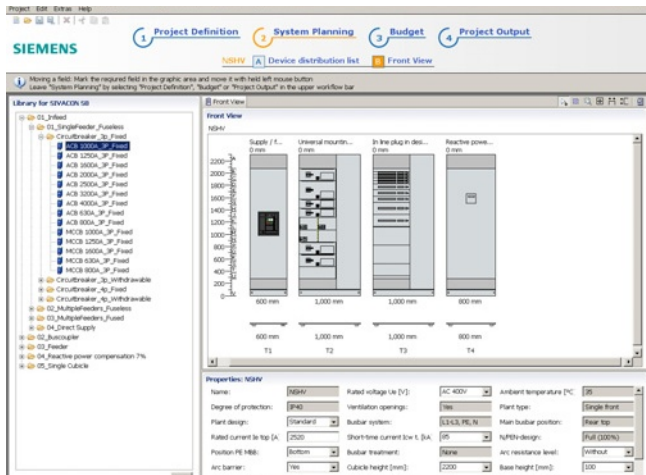 Project Edit Extras Help
SIEMENS
1 Project Definition
2 System Planning
3 Budget
4 Project Output
NSHV A Device distribution list B Front View
Moving a field: Mark the required field in the graphic area and move it with held left mouse button
Leave "System Planning" by selecting "Project Definition", "Budget" or "Project Output" in the upper workflow bar
Library for SIVACON S8
01_Infeed
01_SingleFeeder_Fuseless
Circuitbreaker_3p_Fixed
ACB 1000A_3P_Fixed
ACB 1250A_3P_Fixed
ACB 1600A_3P_Fixed
ACB 2000A_3P_Fixed
ACB 2500A_3P_Fixed
ACB 3200A_3P_Fixed
ACB 4000A_3P_Fixed
ACB 630A_3P_Fixed
ACB 800A_3P_Fixed
MCCB 1000A_3P_Fixed
MCCB 1250A_3P_Fixed
MCCB 1600A_3P_Fixed
MCCB 630A_3P_Fixed
MCCB 800A_3P_Fixed
Circuitbreaker_3p_Withdrawable
Circuitbreaker_4p_Fixed
Circuitbreaker_4p_Withdrawable
02_MultipleFeeders_Fuseless
03_MultipleFeeders_Fused
04_Direct Supply
02_Buscoupler
03_Feeder
04_Reactive power compensation 7%
05_Single Cubicle
Front View
Front View
NSHV
Supply / f... Universal mountin... In line plug in desi... Reactive powe...
0 mm 0 mm 0 mm 0 mm
2200
2000
1800
1600
1400
1200
1000
800
600
400
200
0
600 mm 1,000 mm 1,000 mm 800 mm
600 mm 1,000 mm 1,000 mm 800 mm
T1 T2 T3 T4
Properties: NSHV
Name: NSHV Rated voltage Ue [V]: AC 400V Ambient temperature [°C 35
Degree of protection: IP40 Ventilation openings: Yes Plant type: Single front
Plant design: Standard Busbar system: L1-L3, PE, N Main busbar position: Rear top
Rated current Ie top [A 2520 Short-time current Icw t. [kA 85 N/PEN-design: Full (100%)
Position PE MBB: Bottom Busbar treatment: None Arc resistance level: Without
Arc barrier: Yes Cubicle height [mm]: 2200 Base height [mm]: 100